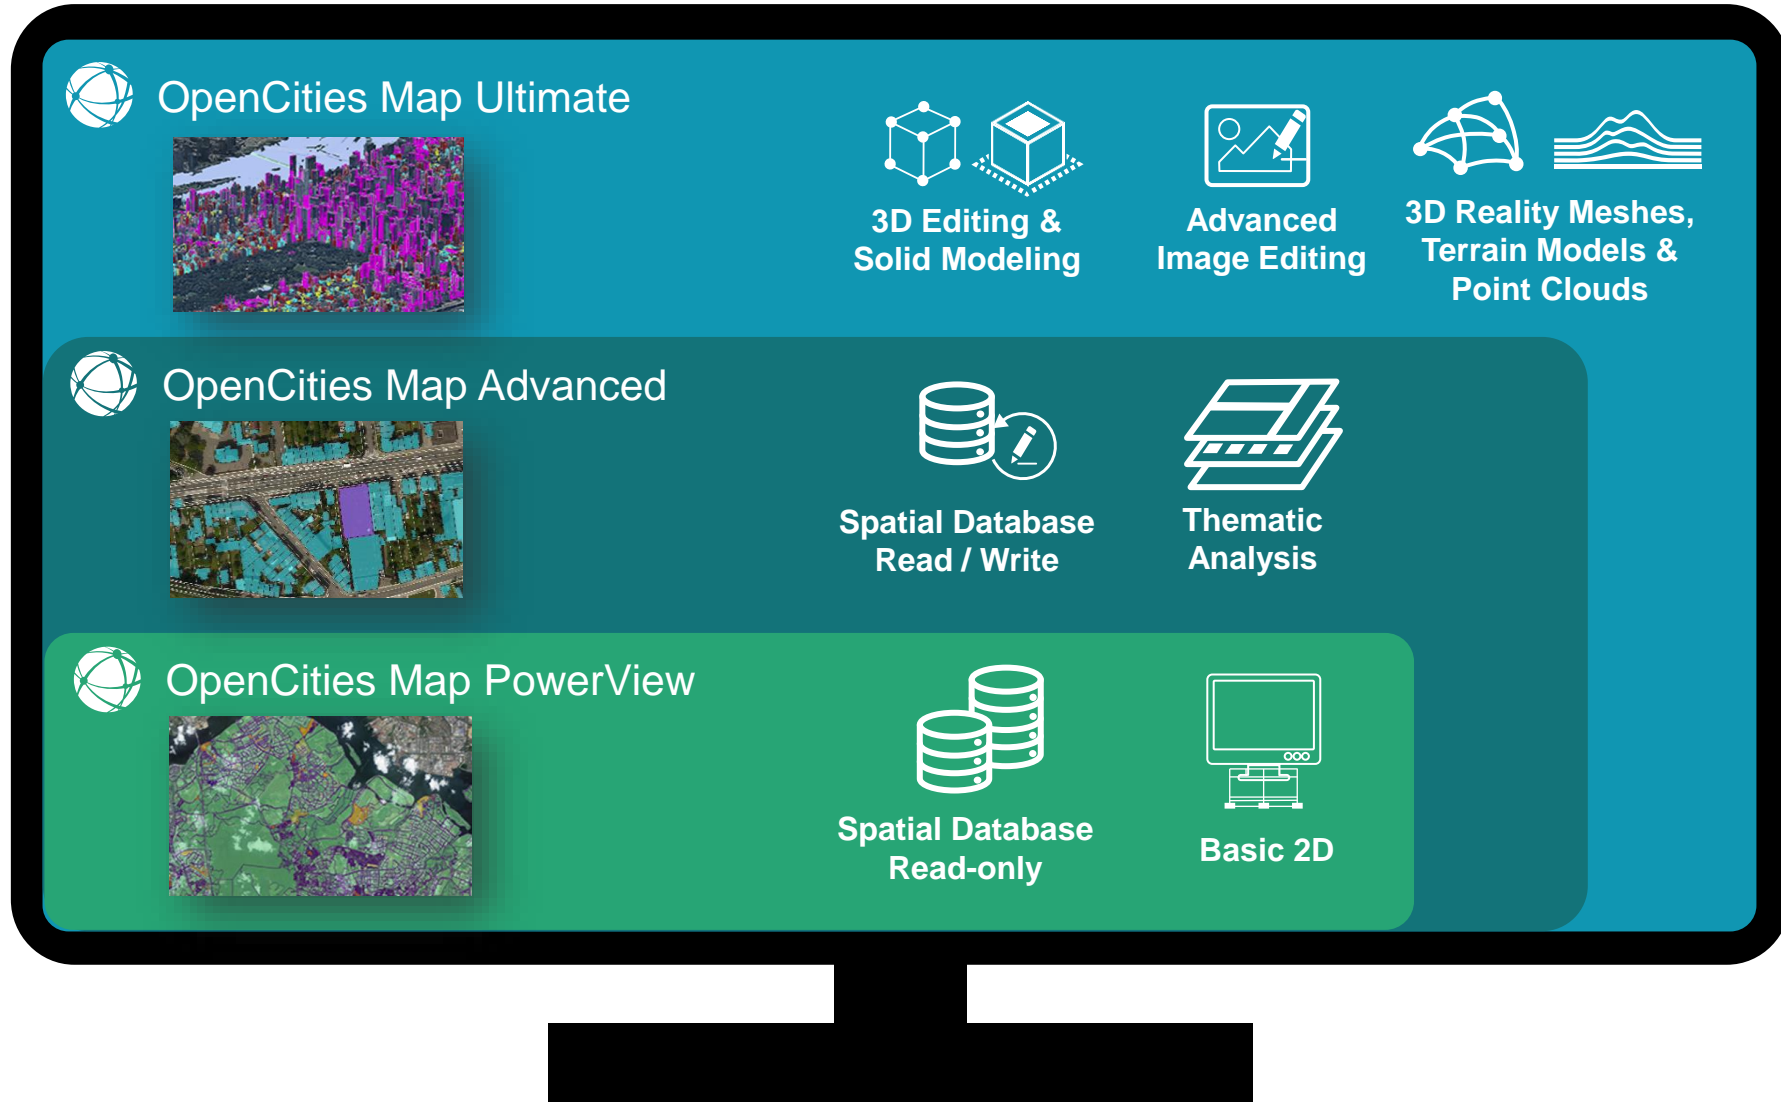 OpenCities Map Ultimate
3D Editing &
Solid Modeling
Advanced
Image Editing
3D Reality Meshes,
Terrain Models &
Point Clouds
OpenCities Map Advanced
Spatial Database
Read / Write
Thematic
Analysis
OpenCities Map PowerView
Spatial Database
Read-only
Basic 2D